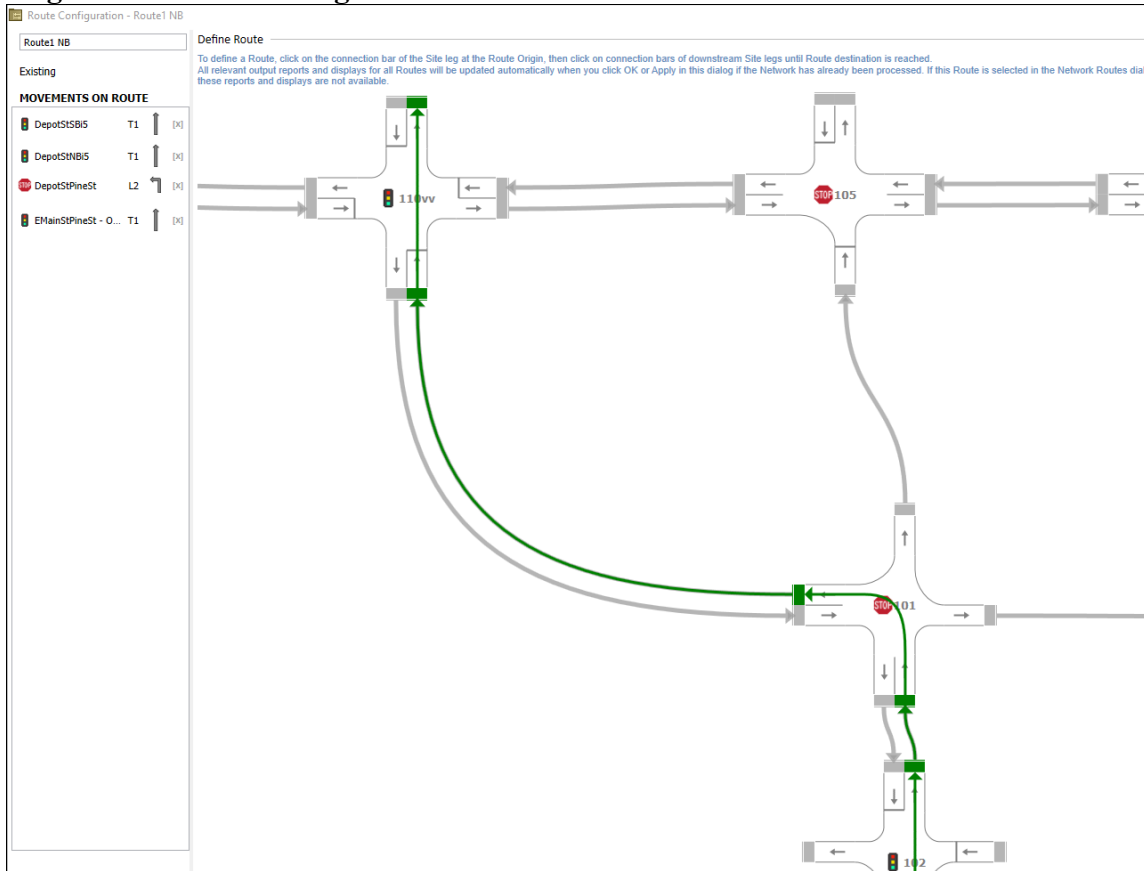 Route Configuration - Route1 NB
Route1 NB
Existing
MOVEMENTS ON ROUTE
DepotStSBi5 T1 [X]
DepotStNBi5 T1 [X]
STOP DepotStPineSt L2 [X]
EMainStPineSt - O... T1 [X]
Define Route
To define a Route, click on the connection bar of the Site leg at the Route Origin, then click on connection bars of downstream Site legs until Route destination is reached.
All relevant output reports and displays for all Routes will be updated automatically when you click OK or Apply in this dialog if the Network has already been processed. If this Route is selected in the Network Routes dial
these reports and displays are not available.
110vv
STOP 105
STOP 101
102